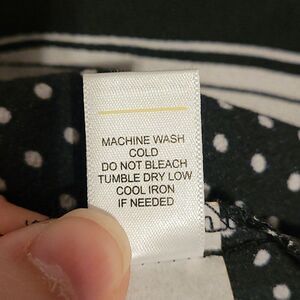 MACHINE WASH
COLD
DO NOT BLEACH
TUMBLE DRY LOW
COOL IRON
IF NEEDED